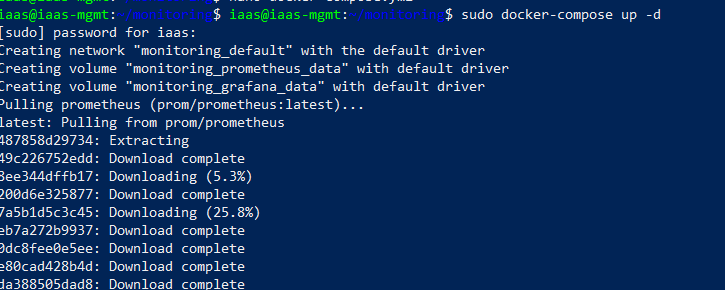 iaas@iaas-mgmt:~/monitoring$ iaas@iaas-mgmt:~/monitoring$ sudo docker-compose up -d
[sudo] password for iaas:
Creating network "monitoring_default" with the default driver
Creating volume "monitoring_prometheus_data" with default driver
Creating volume "monitoring_grafana_data" with default driver
Pulling prometheus (prom/prometheus:latest)...
latest: Pulling from prom/prometheus
487858d29734: Extracting
49c226752edd: Download complete
8ee344dffb17: Downloading (5.3%)
200d6e325877: Download complete
7a5b1d5c3c45: Downloading (25.8%)
eb7a272b9937: Download complete
0dc8fee0e5ee: Download complete
e80cad428b4d: Download complete
da388505dad8: Download complete